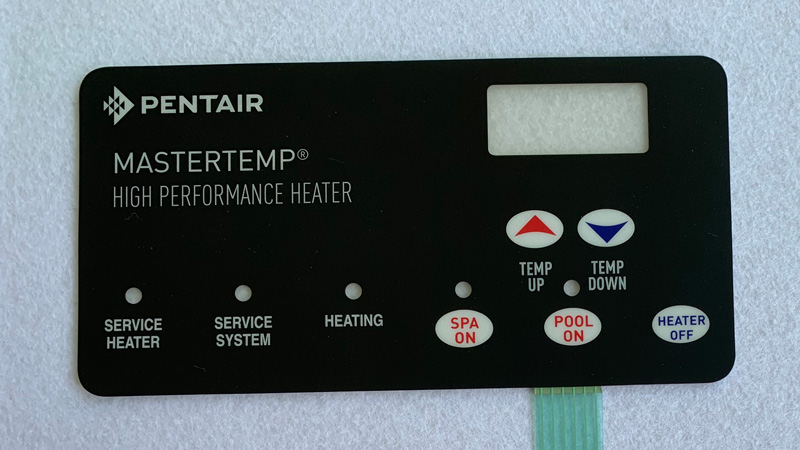 PENTAIR
MASTERTEMP®
HIGH PERFORMANCE HEATER
TEMP
UP
TEMP
DOWN
SERVICE
HEATER
SERVICE
SYSTEM
HEATING
SPA
ON
POOL
ON
HEATER
OFF